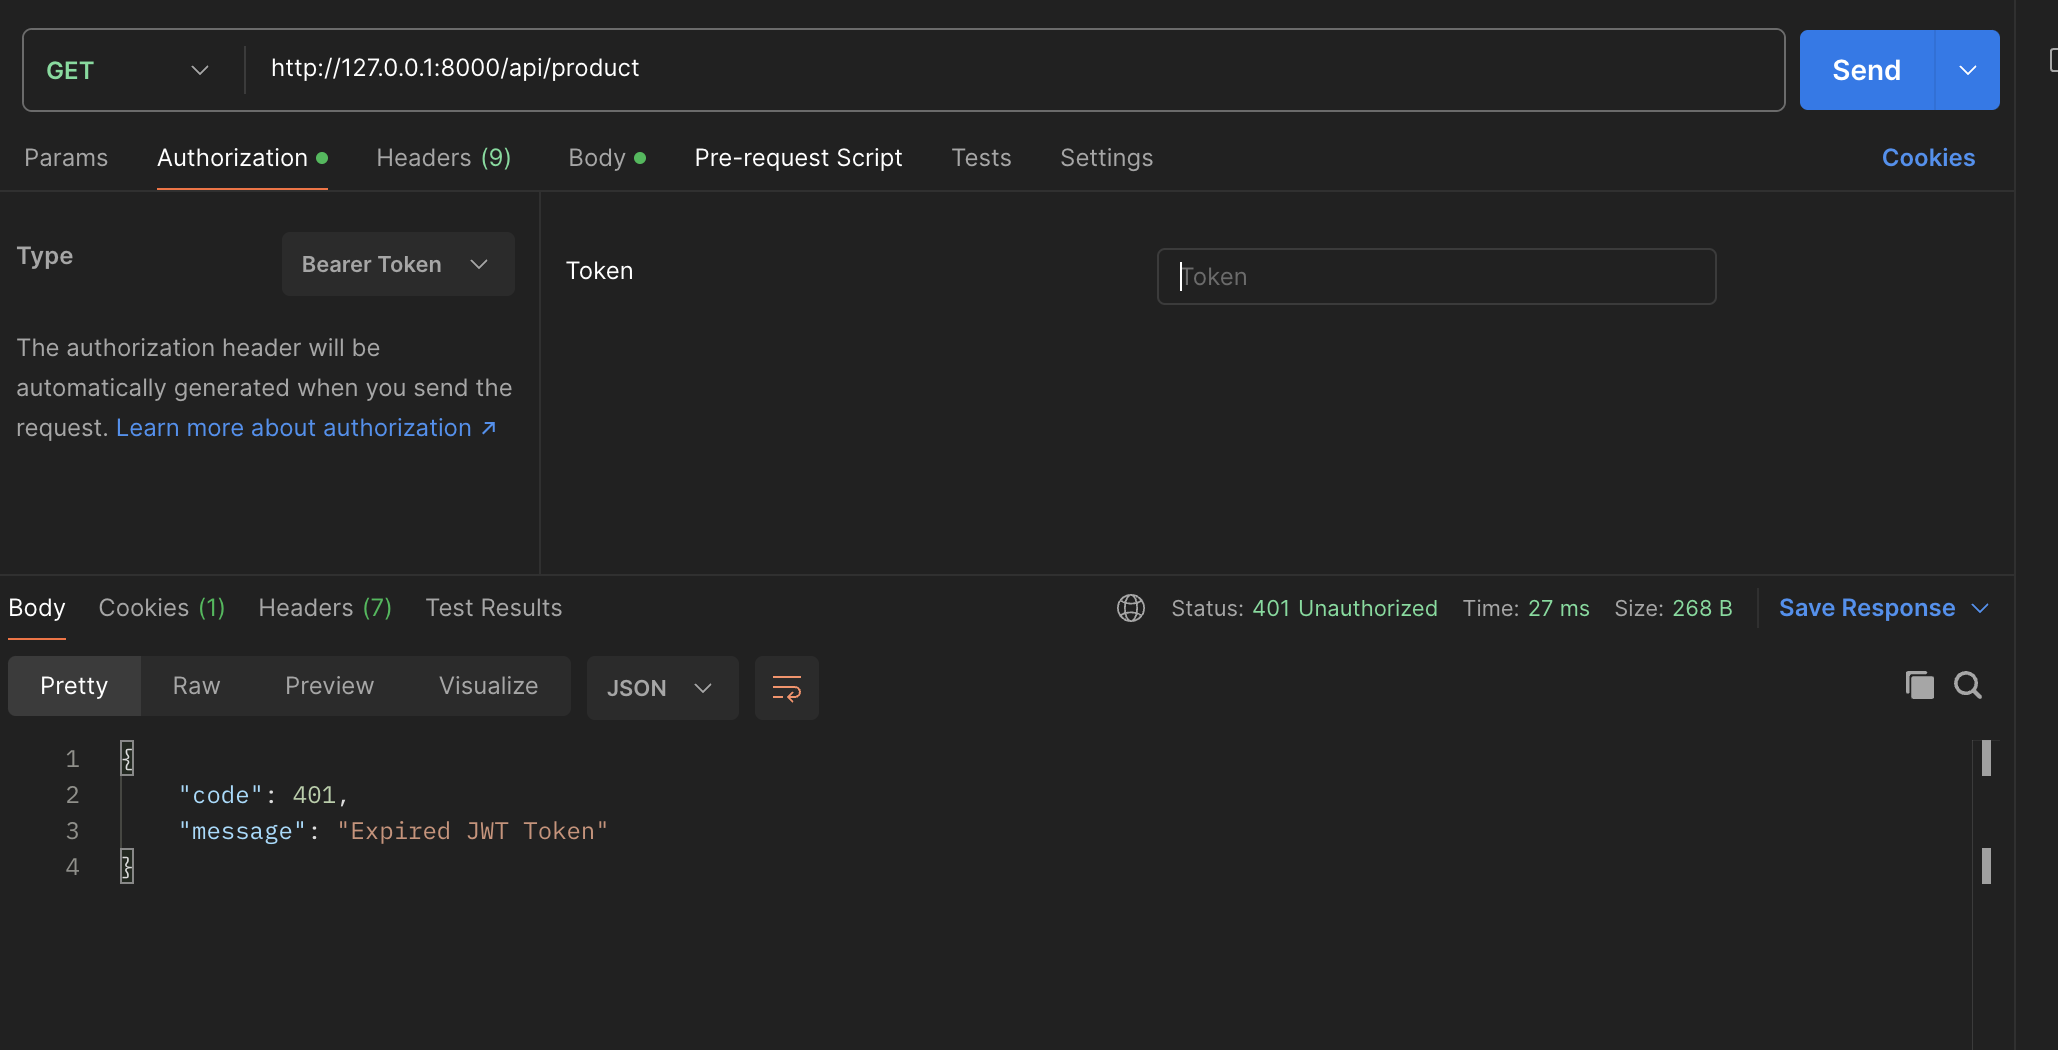 GET
http://127.0.0.1:8000/api/product
Send
Params
Authorization
Headers (9)
Body
Pre-request Script
Tests
Settings
Cookies
Type
Bearer Token
The authorization header will be
automatically generated when you send the
request. Learn more about authorization ↗
Token
Token
Body
Cookies (1)
Headers (7)
Test Results
Status: 401 Unauthorized
Time: 27 ms
Size: 268 B
Save Response
Pretty
Raw
Preview
Visualize
JSON
1 {
2 "code": 401,
3 "message": "Expired JWT Token"
4 }